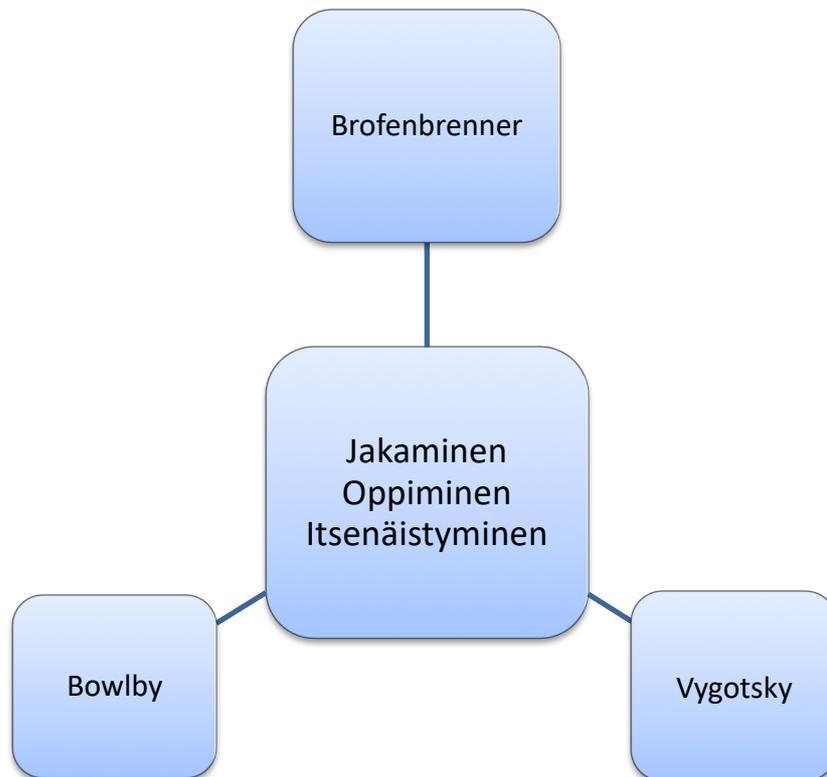 Brofenbrenner
Jakaminen
Oppiminen
Itsenäistyminen
Bowlby
Vygotsky